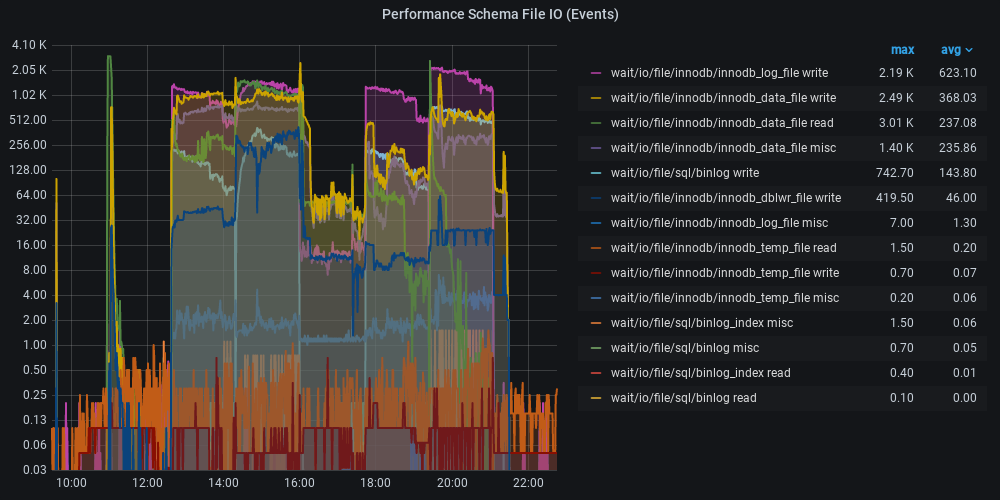 Performance Schema File IO (Events)
4.10 K
2.05 K
1.02 K
512.00
256.00
128.00
64.00
32.00
16.00
8.00
4.00
2.00
1.00
0.50
0.25
0.13
0.06
0.03
10:00 12:00 14:00 16:00 18:00 20:00 22:00
max avg
wait/io/file/innodb/innodb_log_file write 2.19 K 623.10
wait/io/file/innodb/innodb_data_file write 2.49 K 368.03
wait/io/file/innodb/innodb_data_file read 3.01 K 237.08
wait/io/file/innodb/innodb_data_file misc 1.40 K 235.86
wait/io/file/sql/binlog write 742.70 143.80
wait/io/file/innodb/innodb_dblwr_file write 419.50 46.00
wait/io/file/innodb/innodb_log_file misc 7.00 1.30
wait/io/file/innodb/innodb_temp_file read 1.50 0.20
wait/io/file/innodb/innodb_temp_file write 0.70 0.07
wait/io/file/innodb/innodb_temp_file misc 0.20 0.06
wait/io/file/sql/binlog_index misc 1.50 0.06
wait/io/file/sql/binlog misc 0.70 0.05
wait/io/file/sql/binlog_index read 0.40 0.01
wait/io/file/sql/binlog read 0.10 0.00